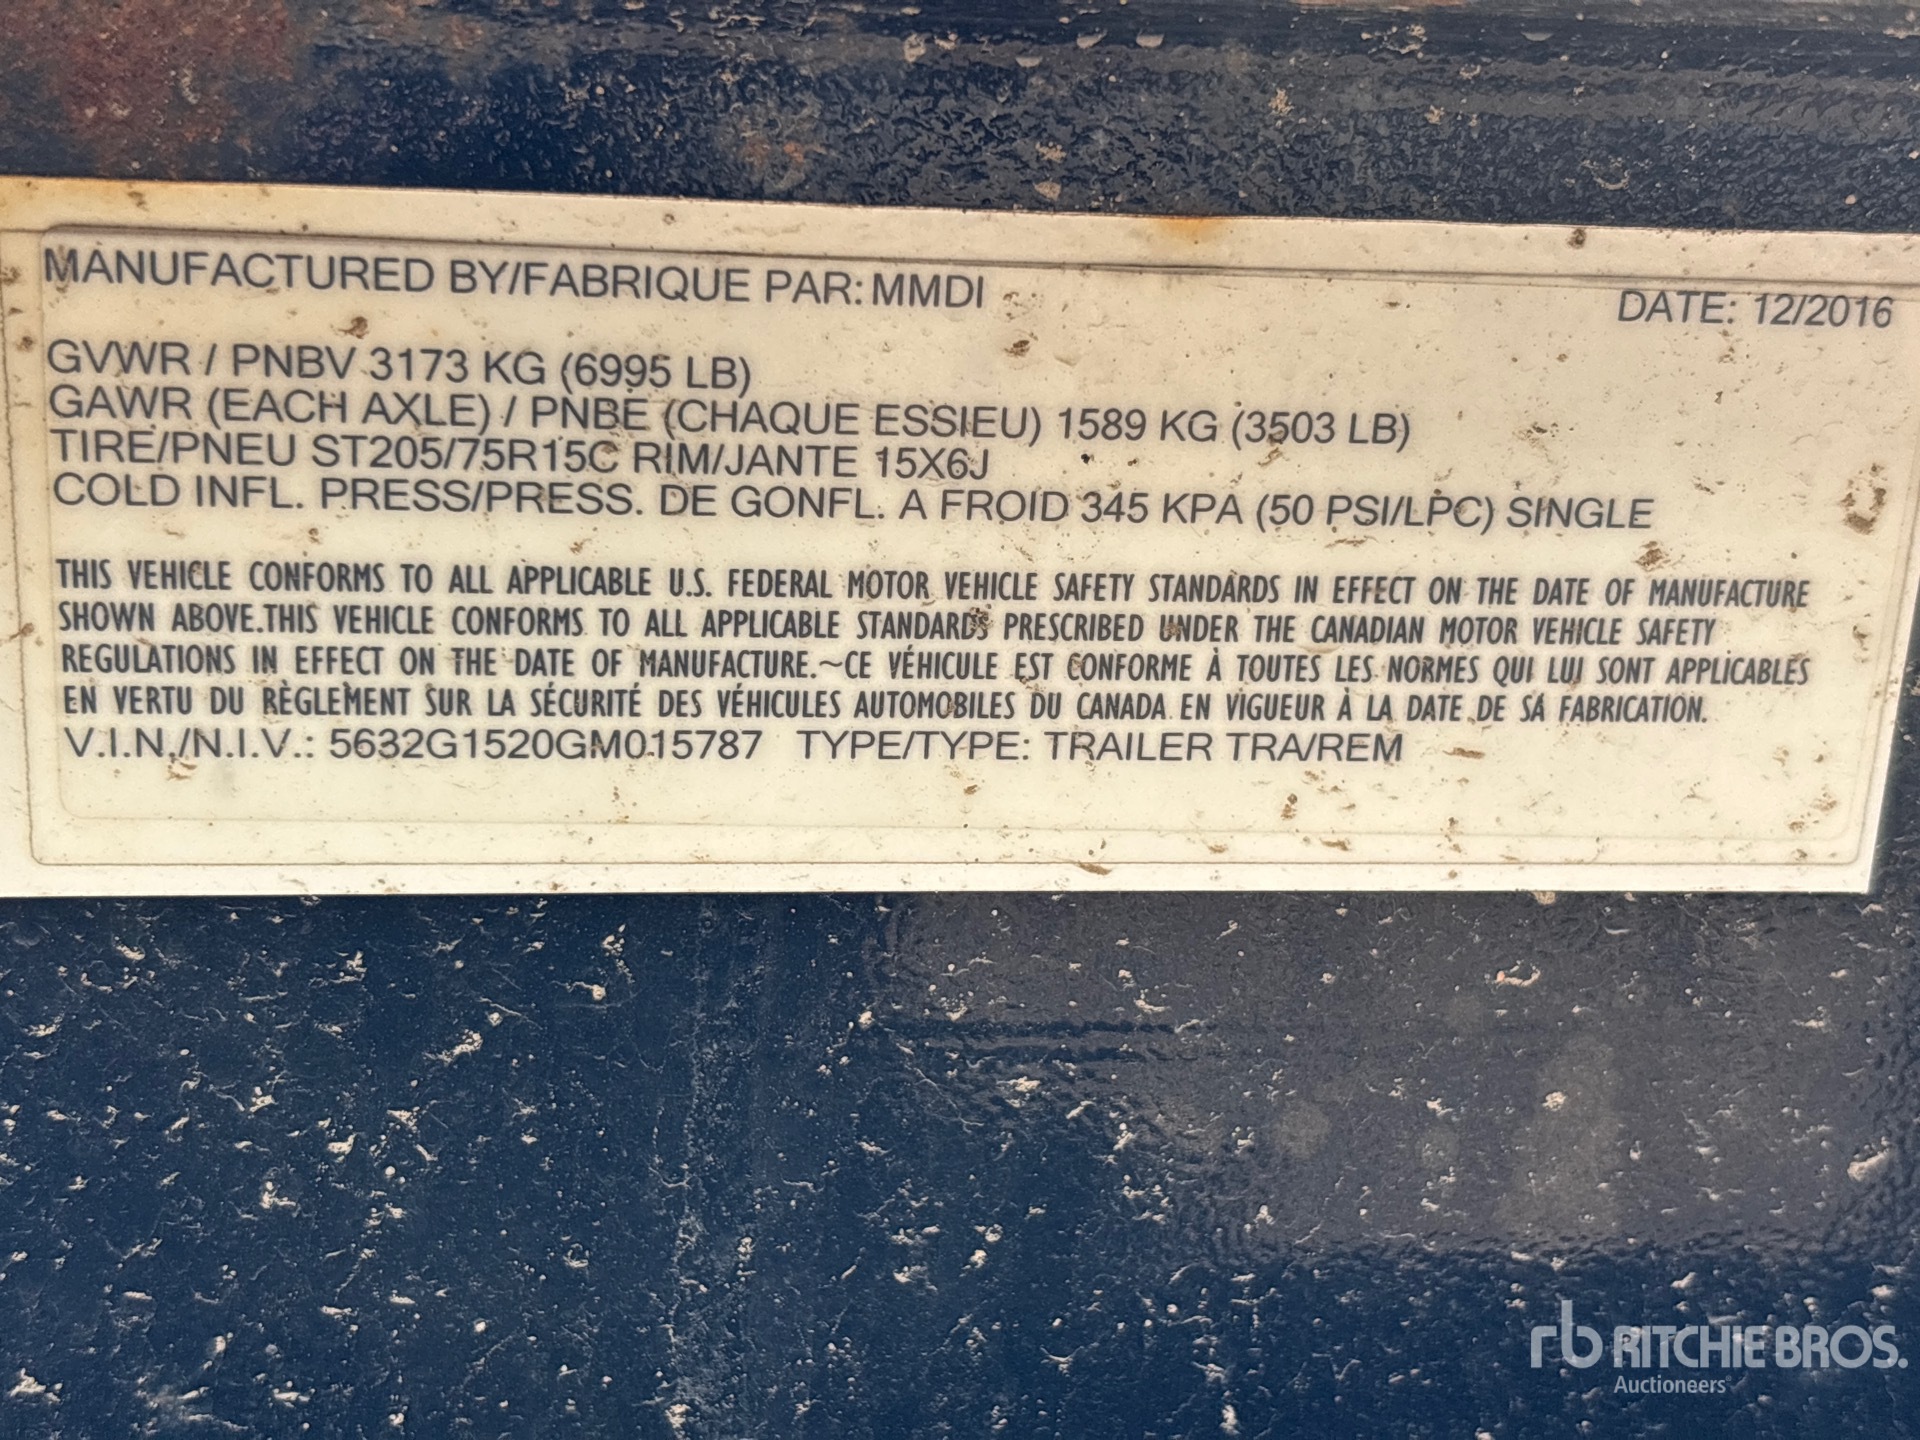 MANUFACTURED BY/FABRIQUE PAR: MMDI
DATE: 12/2016
GVWR / PNBV 3173 KG (6995 LB)
GAWR (EACH AXLE) / PNBE (CHAQUE ESSIEU) 1589 KG (3503 LB)
TIRE/PNEU ST205/75R15C RIM/JANTE 15X6J
COLD INFL. PRESS/PRESS. DE GONFL. A FROID 345 KPA (50 PSI/LPC) SINGLE
THIS VEHICLE CONFORMS TO ALL APPLICABLE U.S. FEDERAL MOTOR VEHICLE SAFETY STANDARDS IN EFFECT ON THE DATE OF MANUFACTURE
SHOWN ABOVE.THIS VEHICLE CONFORMS TO ALL APPLICABLE STANDARDS PRESCRIBED UNDER THE CANADIAN MOTOR VEHICLE SAFETY
REGULATIONS IN EFFECT ON THE DATE OF MANUFACTURE.~CE VÉHICULE EST CONFORME À TOUTES LES NORMES QUI LUI SONT APPLICABLES
EN VERTU DU RÈGLEMENT SUR LA SÉCURITÉ DES VÉHICULES AUTOMOBILES DU CANADA EN VIGUEUR À LA DATE DE SA FABRICATION.
V.I.N./N.I.V.: 5632G1520GM015787 TYPE/TYPE: TRAILER TRA/REM
rb RITCHIE BROS.
Auctioneers